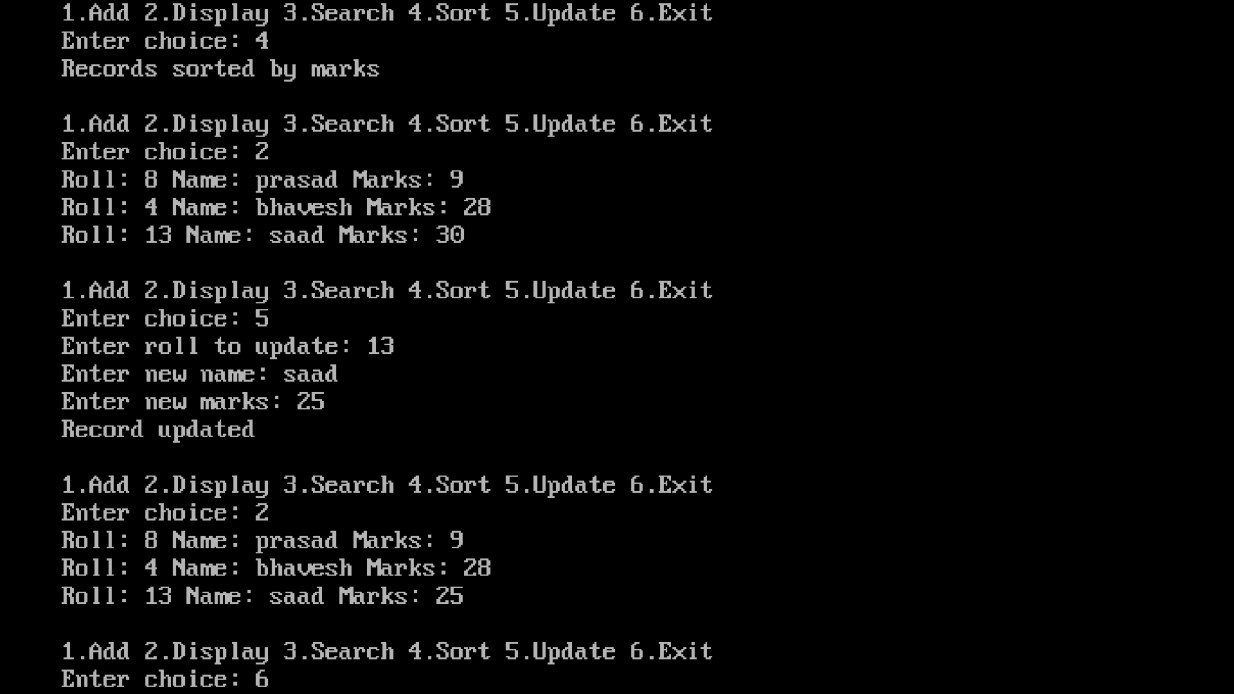 1.Add 2.Display 3.Search 4.Sort 5.Update 6.Exit
Enter choice: 4
Records sorted by marks
1.Add 2.Display 3.Search 4.Sort 5.Update 6.Exit
Enter choice: 2
Roll: 8 Name: prasad Marks: 9
Roll: 4 Name: bhavesh Marks: 28
Roll: 13 Name: saad Marks: 30
1.Add 2.Display 3.Search 4.Sort 5.Update 6.Exit
Enter choice: 5
Enter roll to update: 13
Enter new name: saad
Enter new marks: 25
Record updated
1.Add 2.Display 3.Search 4.Sort 5.Update 6.Exit
Enter choice: 2
Roll: 8 Name: prasad Marks: 9
Roll: 4 Name: bhavesh Marks: 28
Roll: 13 Name: saad Marks: 25
1.Add 2.Display 3.Search 4.Sort 5.Update 6.Exit
Enter choice: 6